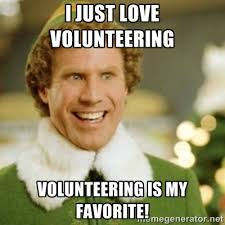 I JUST LOVE
VOLUNTEERING
VOLUNTEERING IS MY
FAVORITE!
memegenerator.net